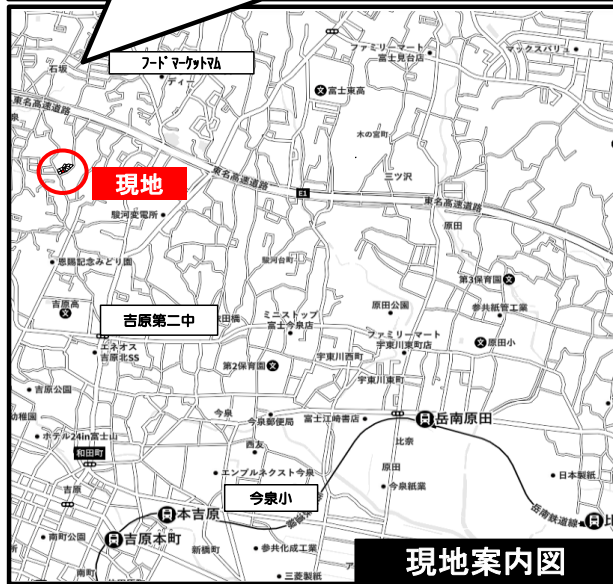 石坂
フードマーケットマム
ディー
ファミリーマート
富士見台店
マックスバリュ
富士東高
東名高速道路
泉
木の宮町
現地
東名高速道路
三ツ沢
E1
東名高速道路
駿河変電所
原田
恩賜記念みどり園
駿河台町
第3保育園
吉原高
吉原第二中
田橋
ミニストップ
富士今泉店
原田公園
参共紙管工業
エネオス
吉原北SS
ファミリーマート
宇東川東町店
原田小
第2保育園
宇東川西町
宇東川東町
吉原公園
幼稚園
今泉
今泉郵便局
富士江崎書店
岳南原田
ホテル24in富士山
和田町
西友
比奈
エンブルネクスト今泉
原田
吉原
今泉小
今泉紙業
日本製紙
本吉原
岳南鉄道線
比
南町公園
吉原本町
新橋町
参共化成工業
ア
南町
三菱製紙
現地案内図